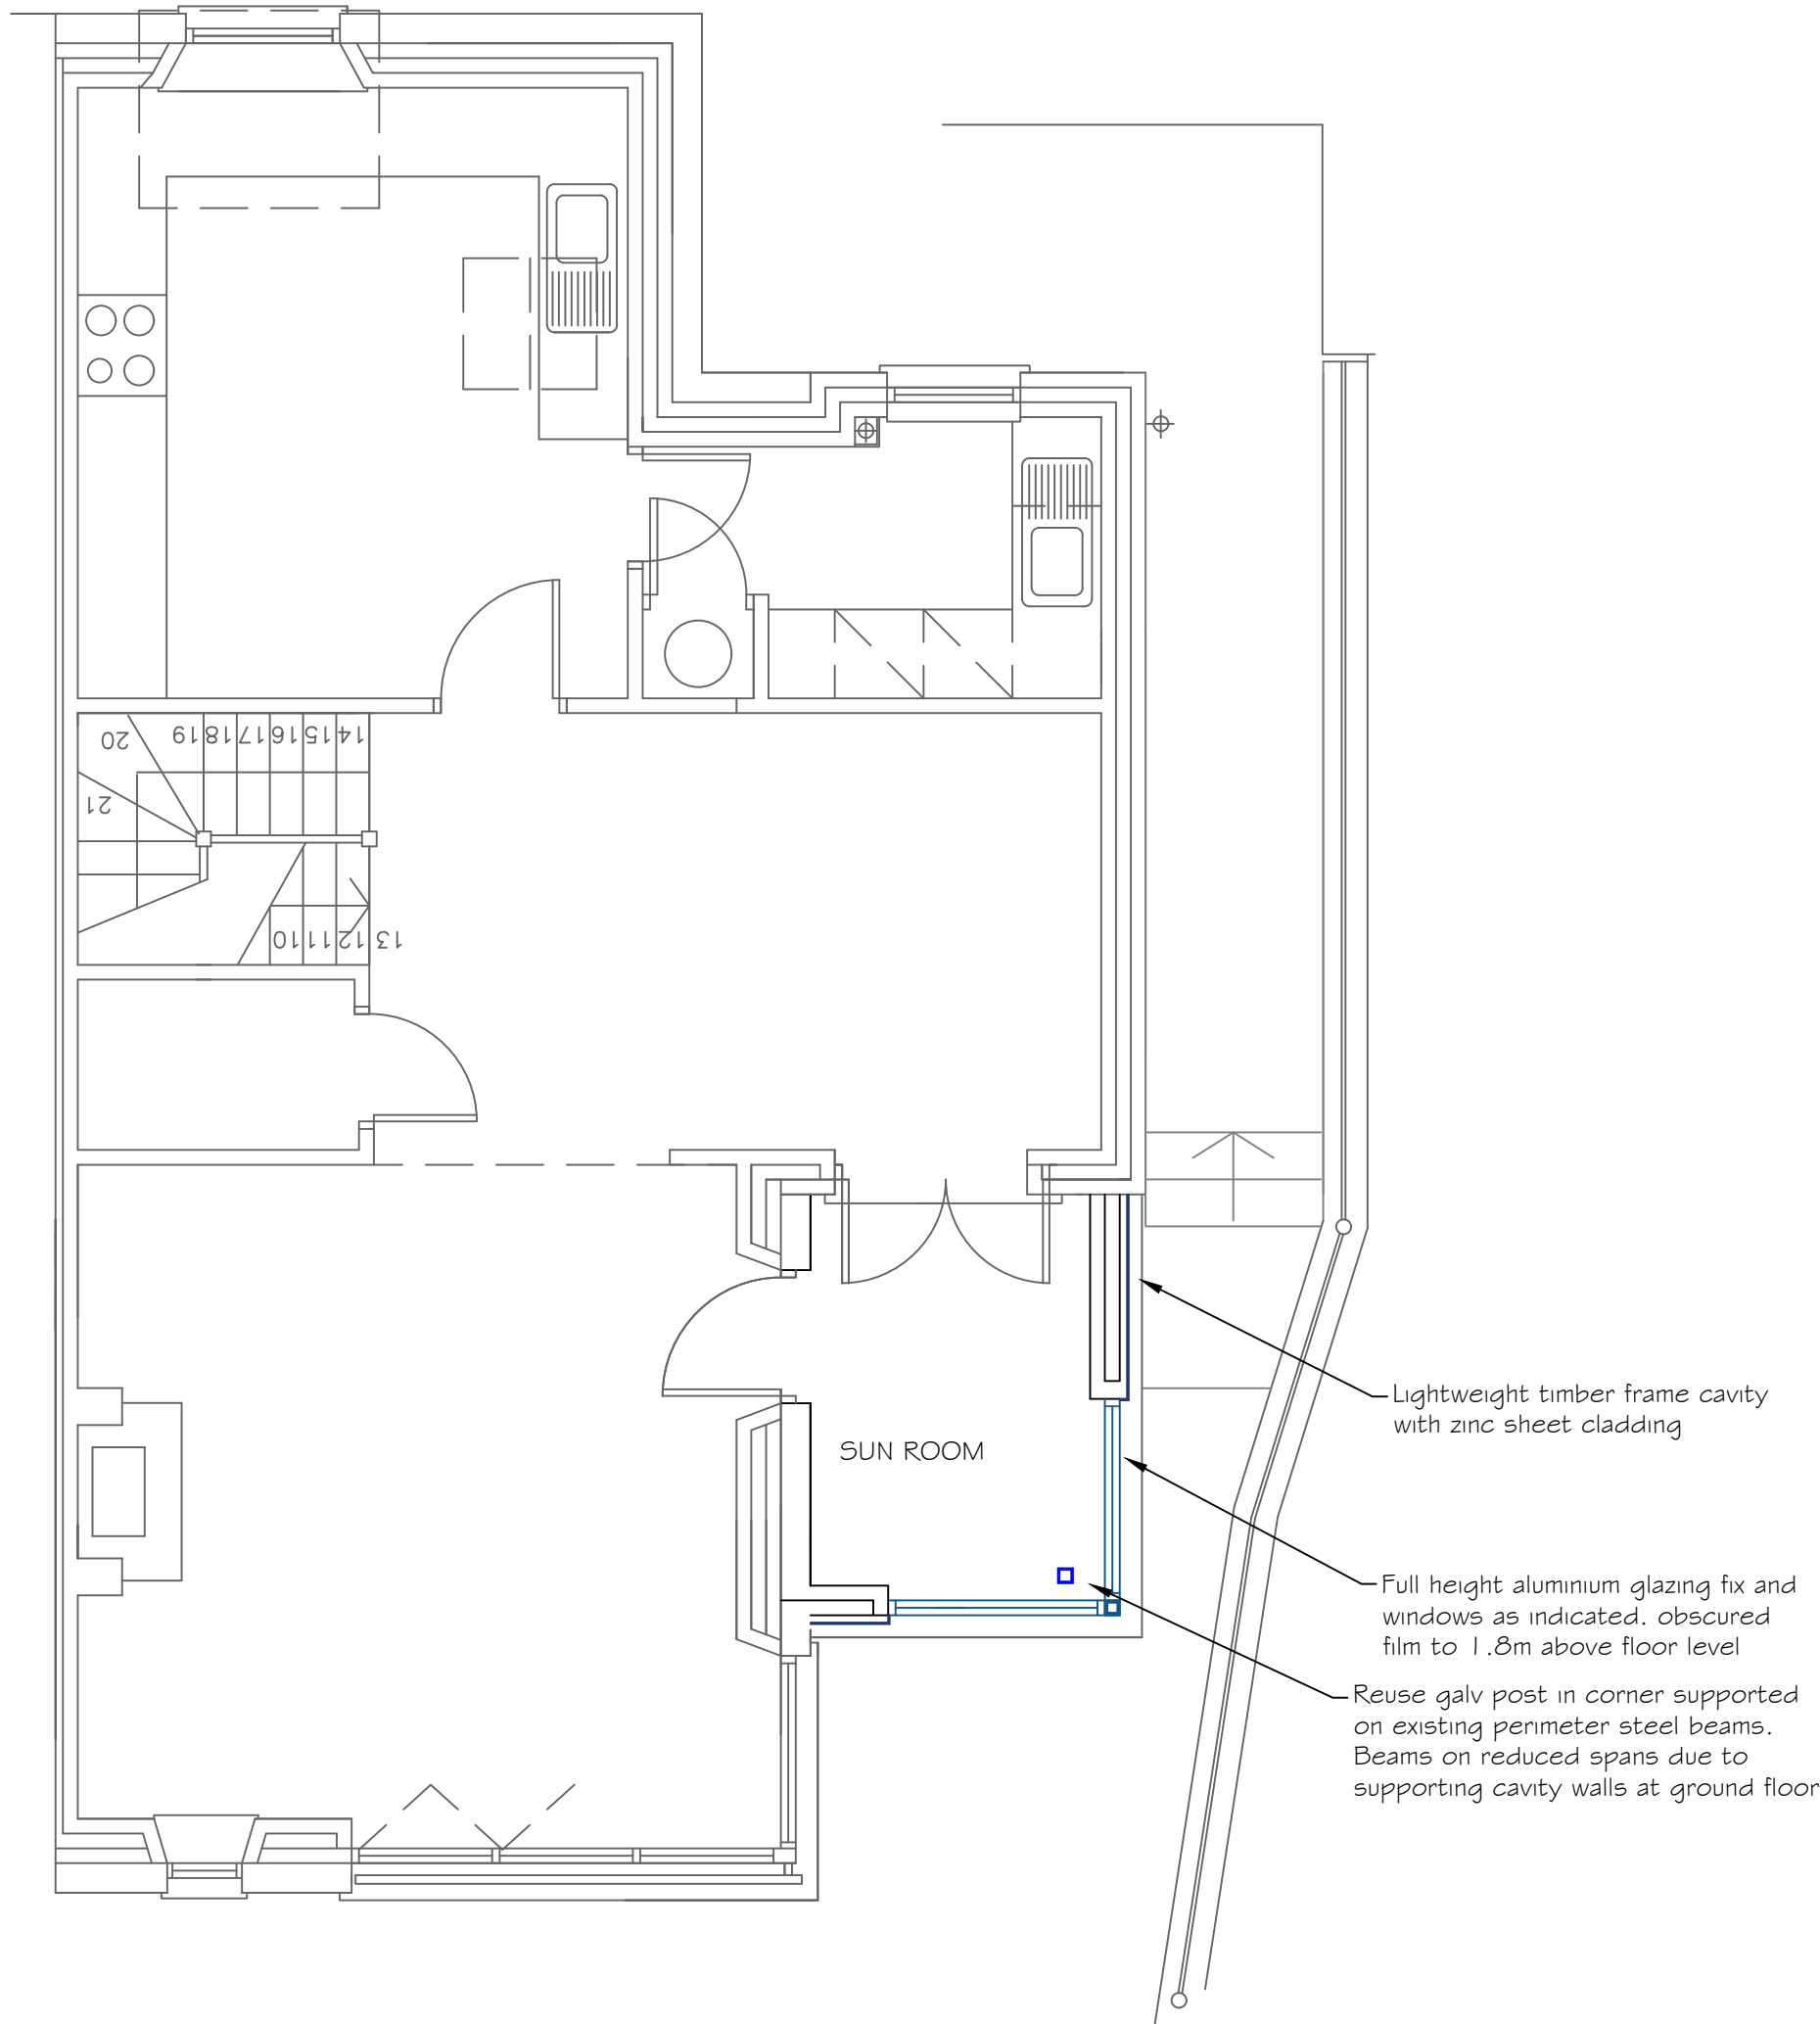 20
19 18 17 16 15 14
21
10 11 12 13
Lightweight timber frame cavity
with zinc sheet cladding
SUN ROOM
Full height aluminium glazing fix and
windows as indicated. obscured
film to 1.8m above floor level
Reuse galv post in corner supported
on existing perimeter steel beams.
Beams on reduced spans due to
supporting cavity walls at ground floor